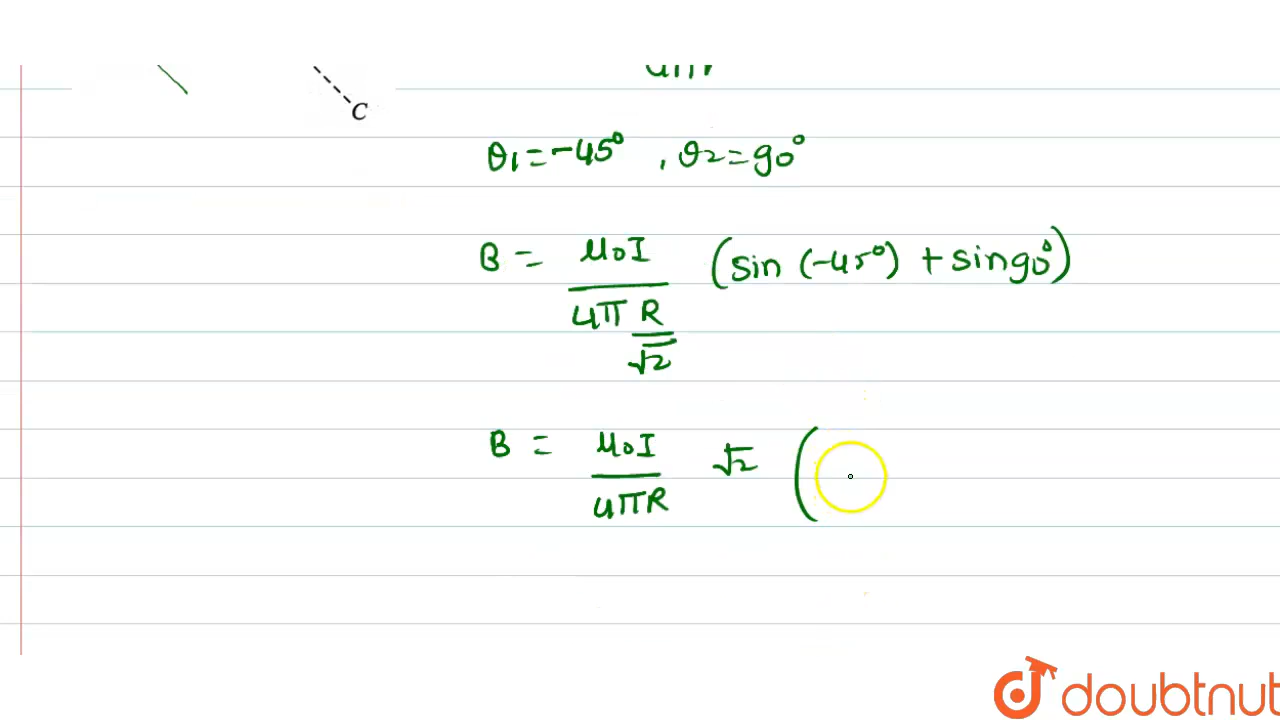 C
θ1 = -45° , θ2 = 90°
B = μ0I / 4π R/√2 (sin (-45°) + sin90°)
B = μ0I / 4πR √2 (
doubtnut